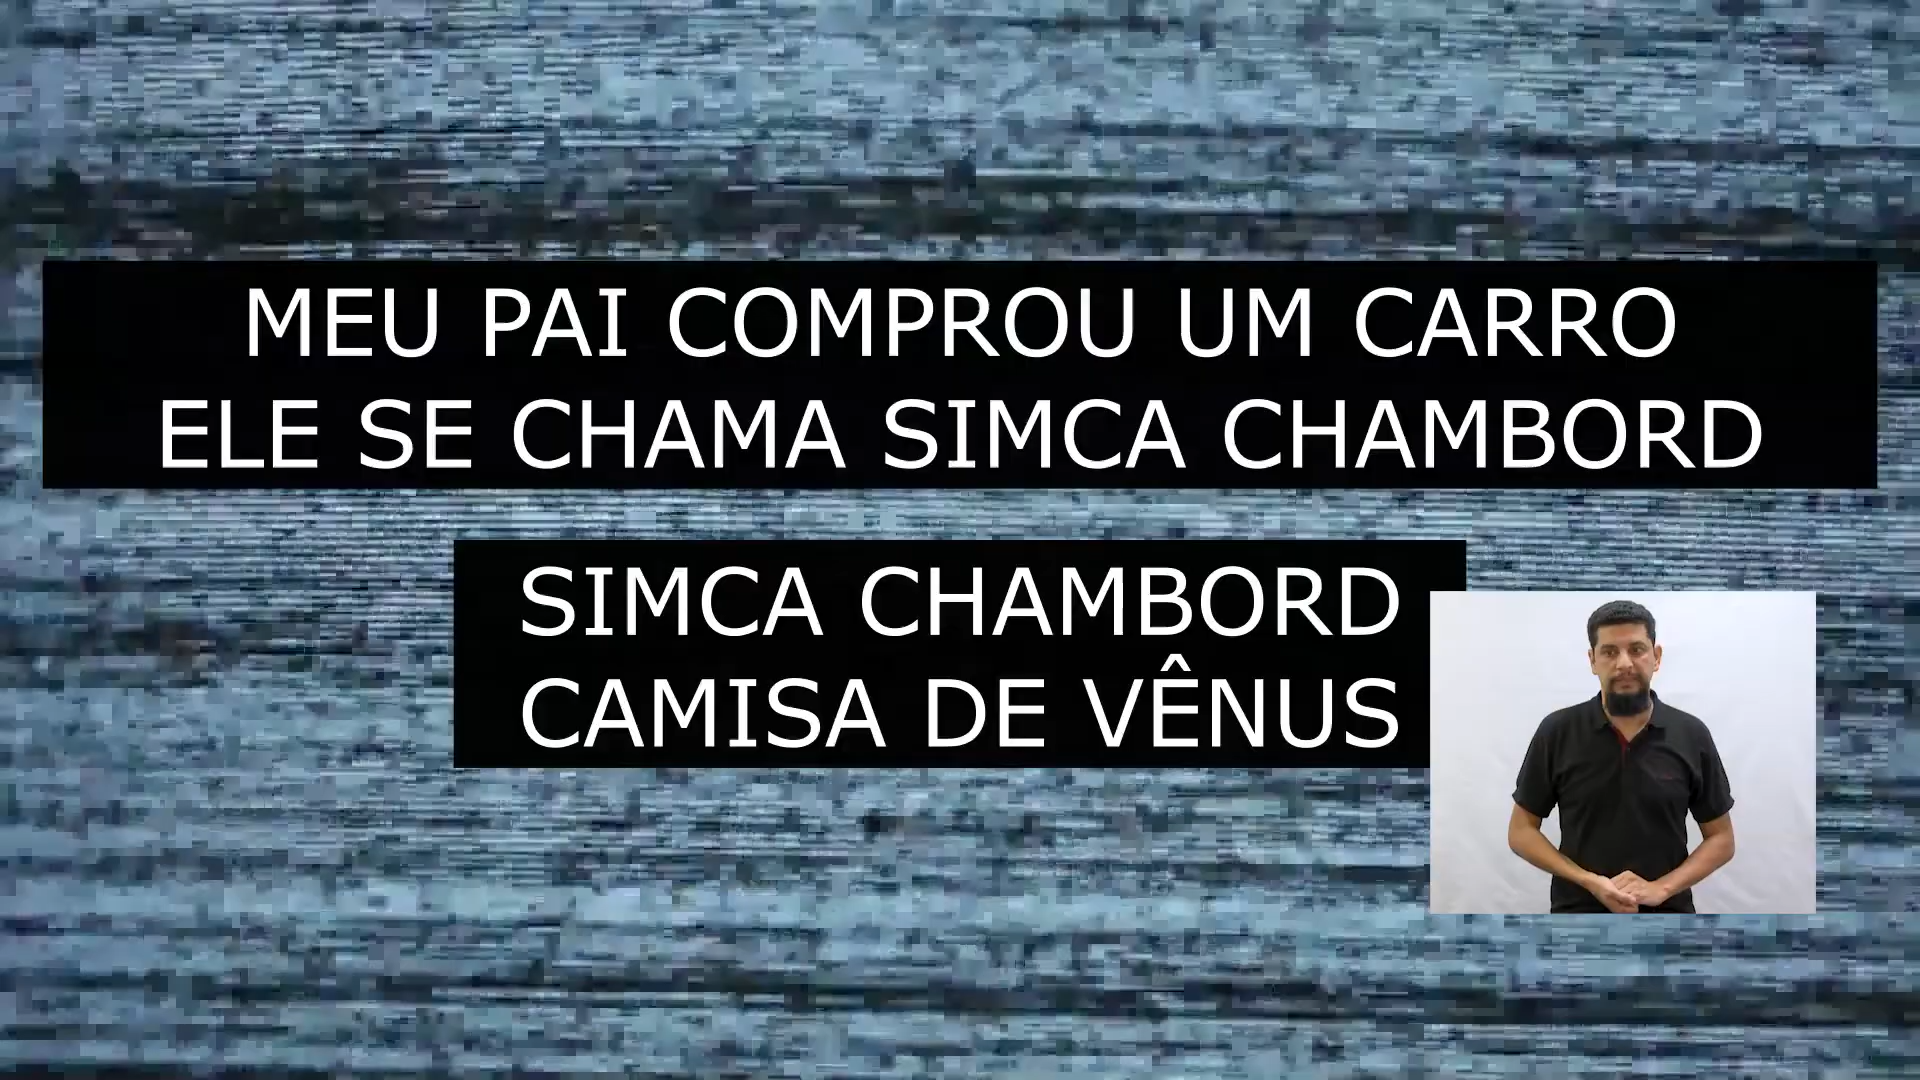 MEU PAI COMPROU UM CARRO
ELE SE CHAMA SIMCA CHAMBORD
SIMCA CHAMBORD
CAMISA DE VÊNUS